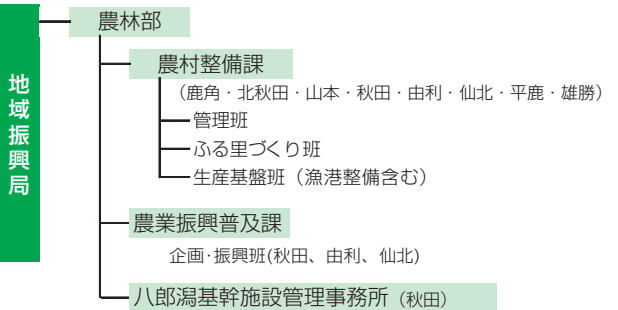 地域振興局
農林部
農村整備課
（鹿角・北秋田・山本・秋田・由利・仙北・平鹿・雄勝）
管理班
ふる里づくり班
生産基盤班（漁港整備含む）
農業振興普及課
企画･振興班(秋田、由利、仙北)
八郎潟基幹施設管理事務所（秋田）